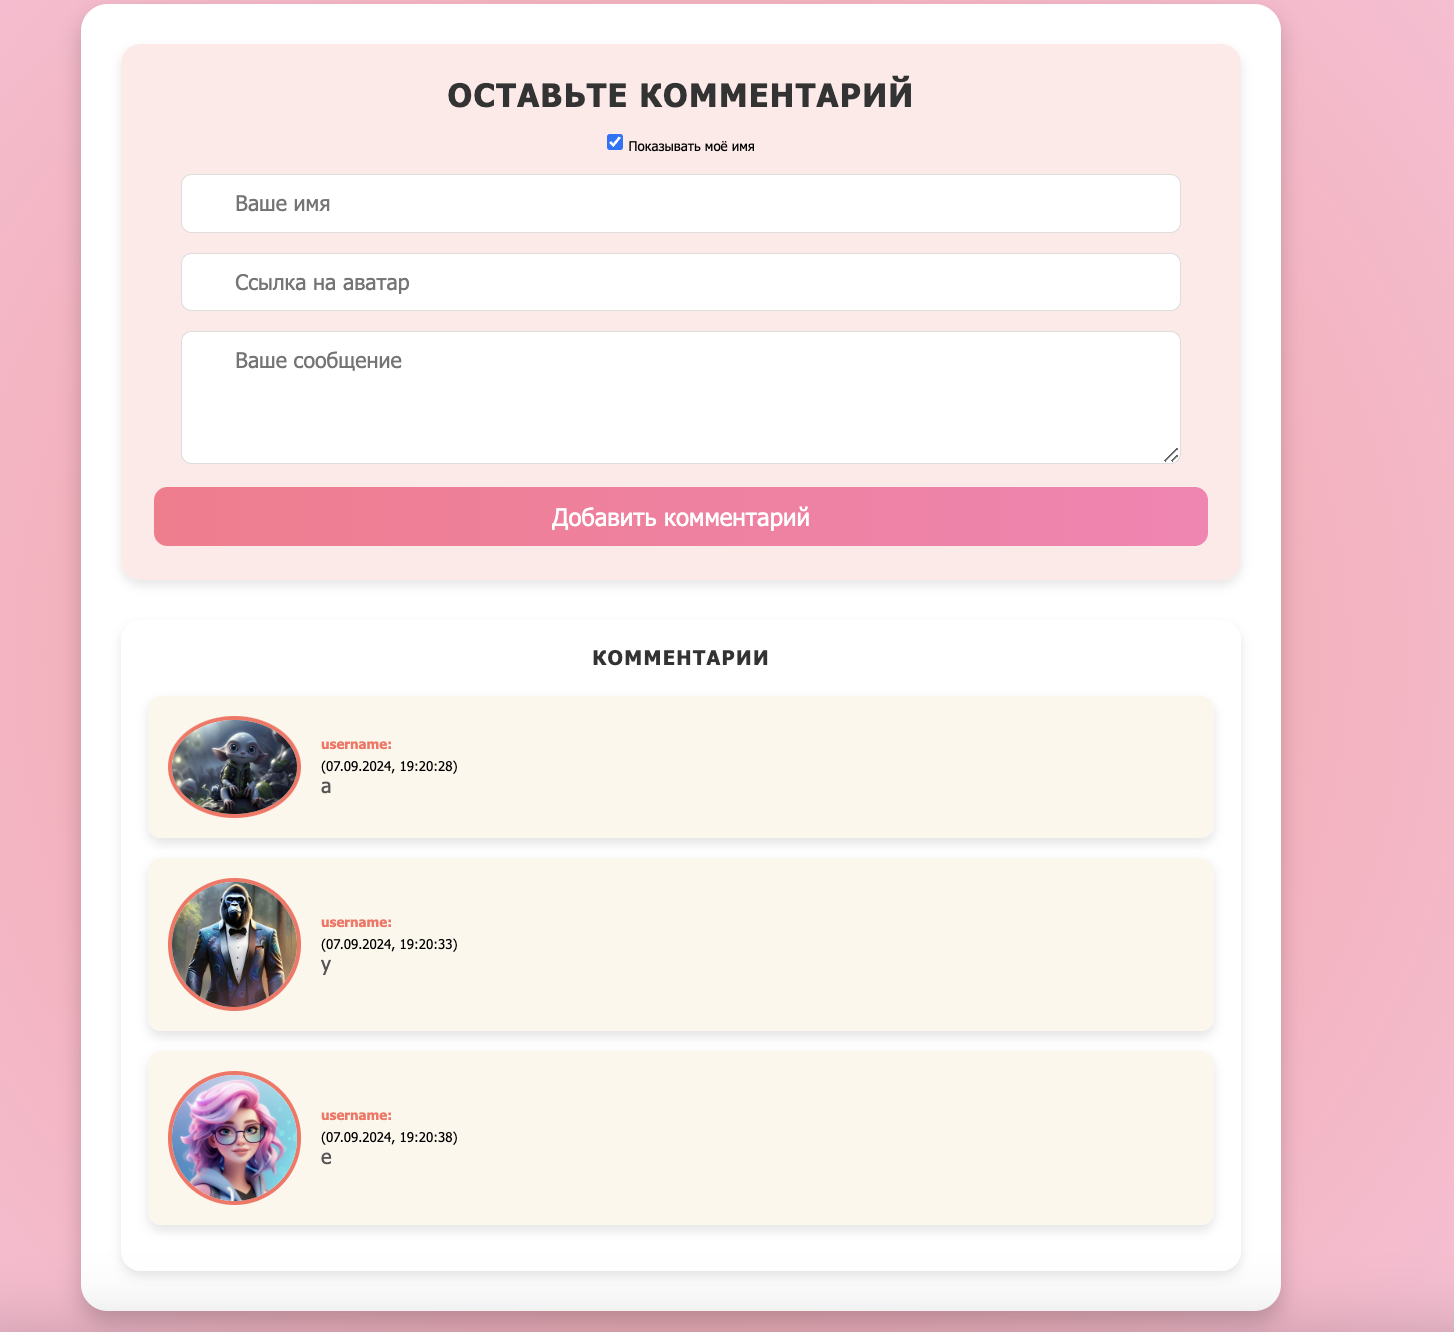 ОСТАВЬТЕ КОММЕНТАРИЙ
Показывать моё имя
Ваше имя
Ссылка на аватар
Ваше сообщение
Добавить комментарий
КОММЕНТАРИИ
username:
(07.09.2024, 19:20:28)
а
username:
(07.09.2024, 19:20:33)
у
username:
(07.09.2024, 19:20:38)
е